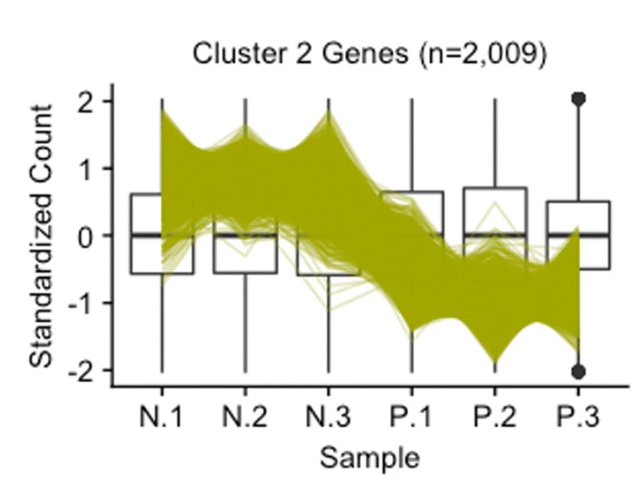 Cluster 2 Genes (n=2,009)
Standardized Count
2
1
0
-1
-2
N.1 N.2 N.3 P.1 P.2 P.3
Sample